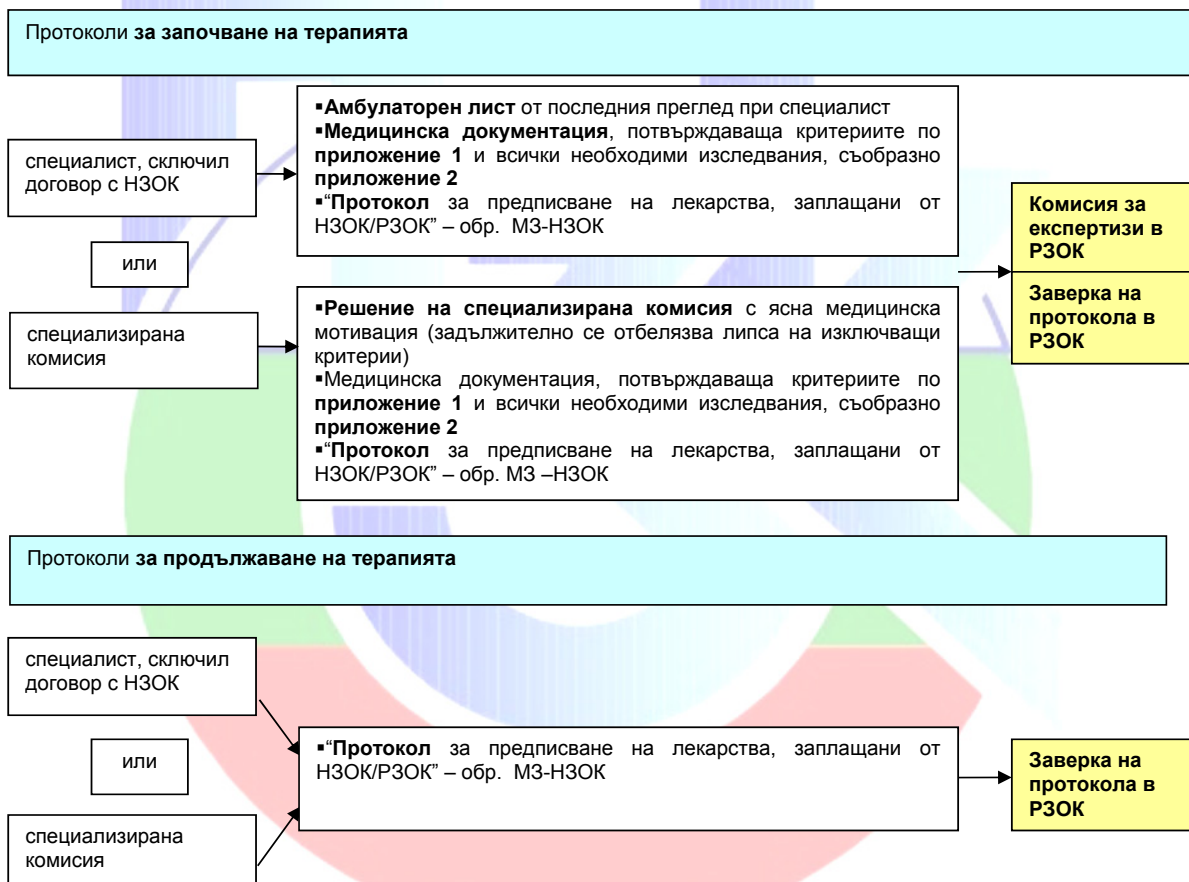 Протоколи за започване на терапията
специалист, сключил
договор с НЗОК
или
специализирана
комисия
▪Амбулаторен лист от последния преглед при специалист
▪Медицинска документация, потвърждаваща критериите по
приложение 1 и всички необходими изследвания, съобразно
приложение 2
▪“Протокол за предписване на лекарства, заплащани от
НЗОК/РЗОК” – обр. МЗ-НЗОК
▪Решение на специализирана комисия с ясна медицинска
мотивация (задължително се отбелязва липса на изключващи
критерии)
▪Медицинска документация, потвърждаваща критериите по
приложение 1 и всички необходими изследвания, съобразно
приложение 2
▪“Протокол за предписване на лекарства, заплащани от
НЗОК/РЗОК” – обр. МЗ –НЗОК
Комисия за
експертизи в
РЗОК
Заверка на
протокола в
РЗОК
Протоколи за продължаване на терапията
специалист, сключил
договор с НЗОК
или
специализирана
комисия
▪“Протокол за предписване на лекарства, заплащани от
НЗОК/РЗОК” – обр. МЗ-НЗОК
Заверка на
протокола в
РЗОК